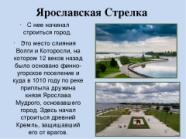 Ярославская Стрелка
· С нее начинал
строиться город.
· Это место слияния
Волги и Которосли, на
котором 12 веков назад
было основано финно-
угорское поселение и
куда в 1010 году по реке
приплыла дружина
князя Ярослава
Мудрого, основавшего
город. Здесь начал
строиться древний
Кремль, защищавший
его от врагов.